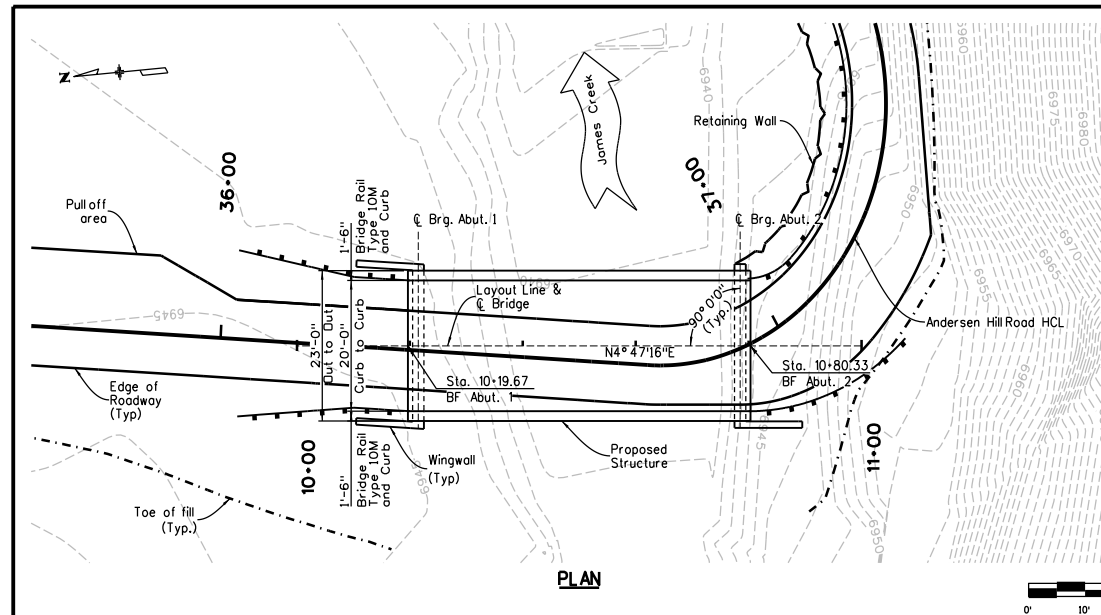 N
James Creek
Retaining Wall
6940
6960
6975
6980
6950
6970
6965
6955
6960
36+00
37+00
Pull off
area
1'-6"
Bridge Rail
Type 10M
and Curb
℄ Brg. Abut. 1
℄ Brg. Abut. 2
Layout Line &
℄ Bridge
90°0'0"
(Typ.)
6945
Andersen Hill Road HCL
N4°47'16"E
23'-0"
Out to Out
20'-0"
Curb to Curb
Sta. 10+19.67
BF Abut. 1
Sta. 10+80.33
BF Abut. 2
Edge of
Roadway
(Typ)
6945
10+00
11+00
1'-6"
Bridge Rail
Type 10M
and Curb
Wingwall
(Typ)
Proposed
Structure
Toe of fill
(Typ.)
6950
PLAN
0'
10'